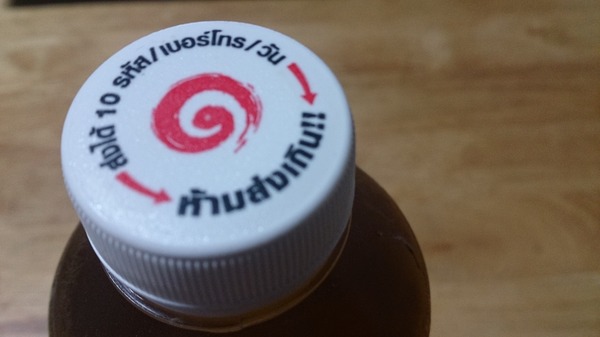 ส่งได้ 10 รหัส/เบอร์โทร/วัน
ห้ามส่งเกิน!!